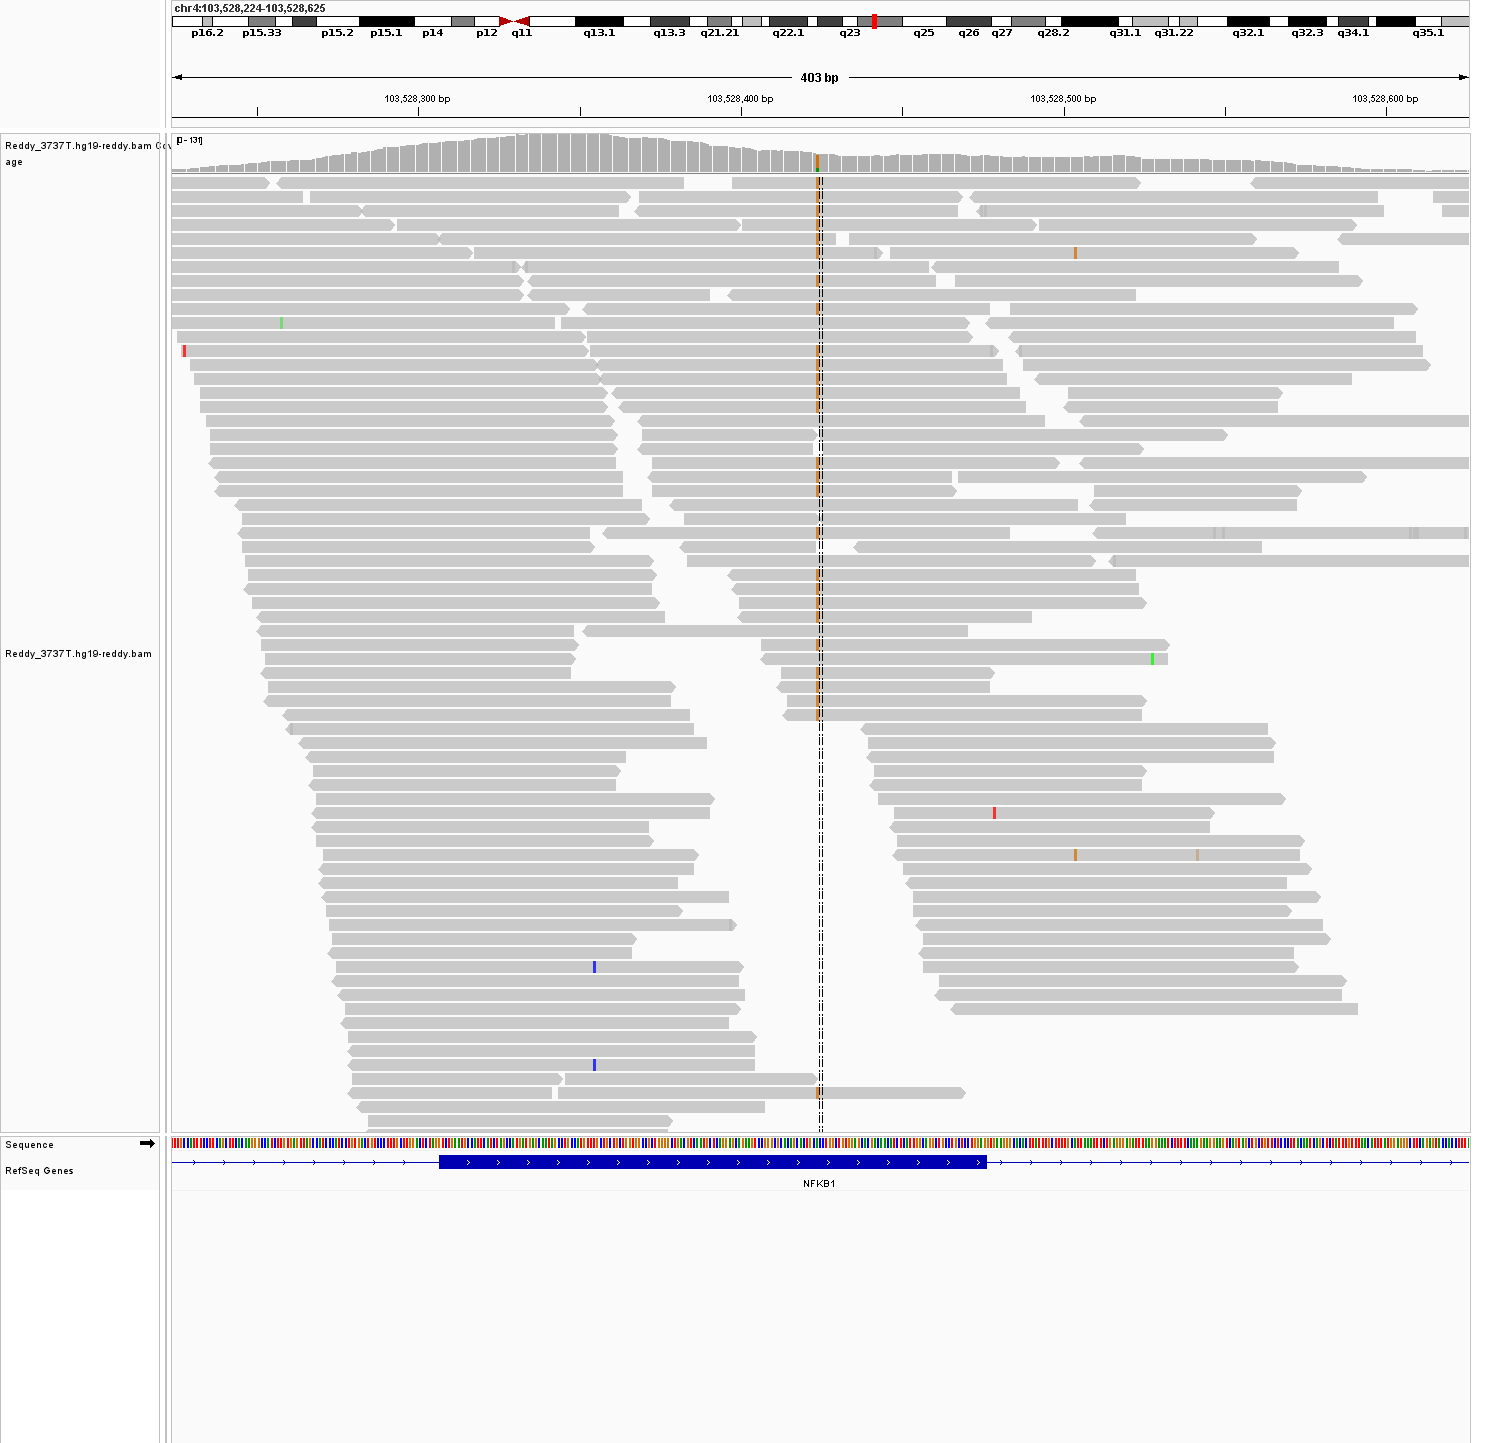 chr4:103,528,224-103,528,625
p16.2 p15.33 p15.2 p15.1 p14 p12 q11 q13.1 q13.3 q21.21 q22.1 q23 q25 q26 q27 q28.2 q31.1 q31.22 q32.1 q32.3 q34.1 q35.1
403 bp
103,528,300 bp 103,528,400 bp 103,528,500 bp 103,528,600 bp
[0 - 131]
Reddy_3737T.hg19-reddy.bam Cov
age
Reddy_3737T.hg19-reddy.bam
Sequence
RefSeq Genes
NFKB1